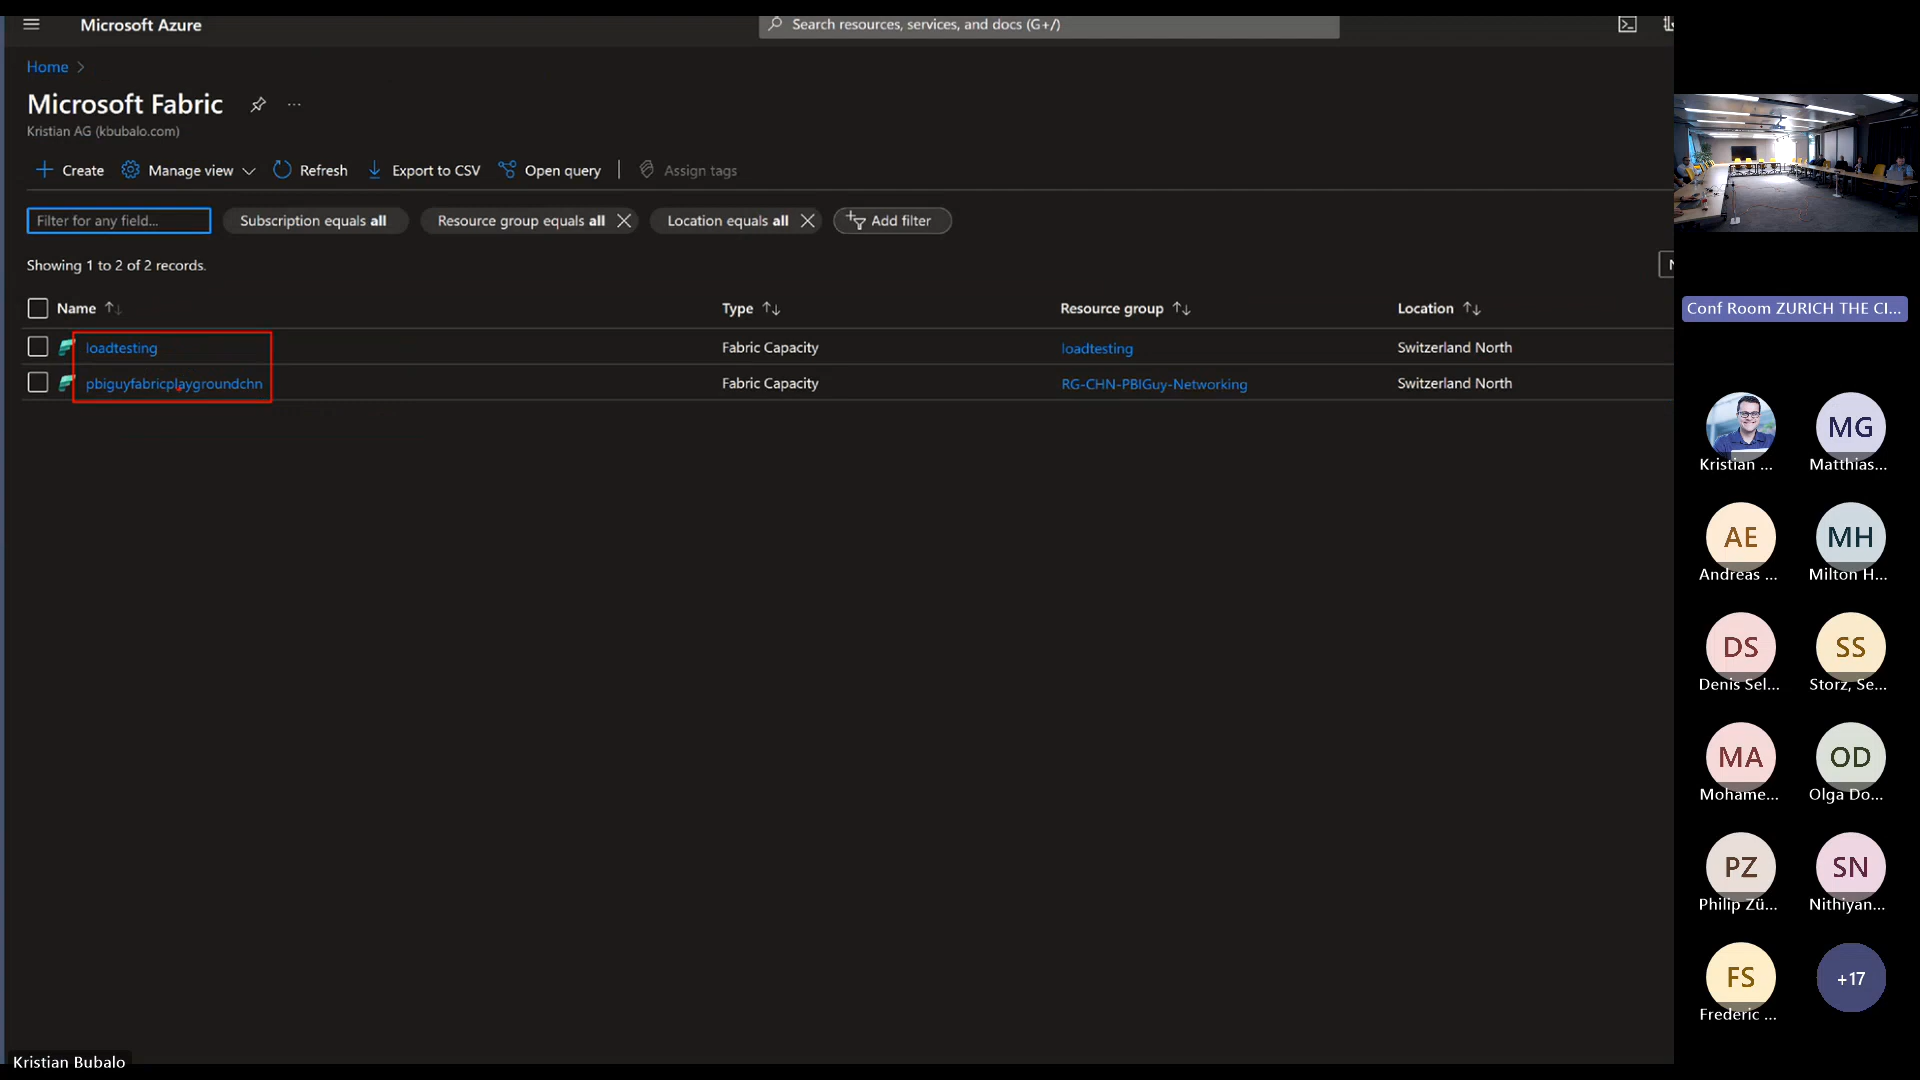 Microsoft Azure
Search resources, services, and docs (G+/)
Home
Microsoft Fabric
Kristian AG (kbubalo.com)
Create
Manage view
Refresh
Export to CSV
Open query
Assign tags
Filter for any field...
Subscription equals all
Resource group equals all
Location equals all
Add filter
Showing 1 to 2 of 2 records.
Name
Type
Resource group
Location
loadtesting
Fabric Capacity
loadtesting
Switzerland North
pbiguyfabricplaygroundchn
Fabric Capacity
RG-CHN-PBIGuy-Networking
Switzerland North
Conf Room ZURICH THE CI...
Kristian ...
MG
Matthias...
AE
Andreas ...
MH
Milton H...
DS
Denis Sel...
SS
Storz, Se...
MA
Mohame...
OD
Olga Do...
PZ
Philip Zü...
SN
Nithiyan...
FS
Frederic ...
+17
Kristian Bubalo